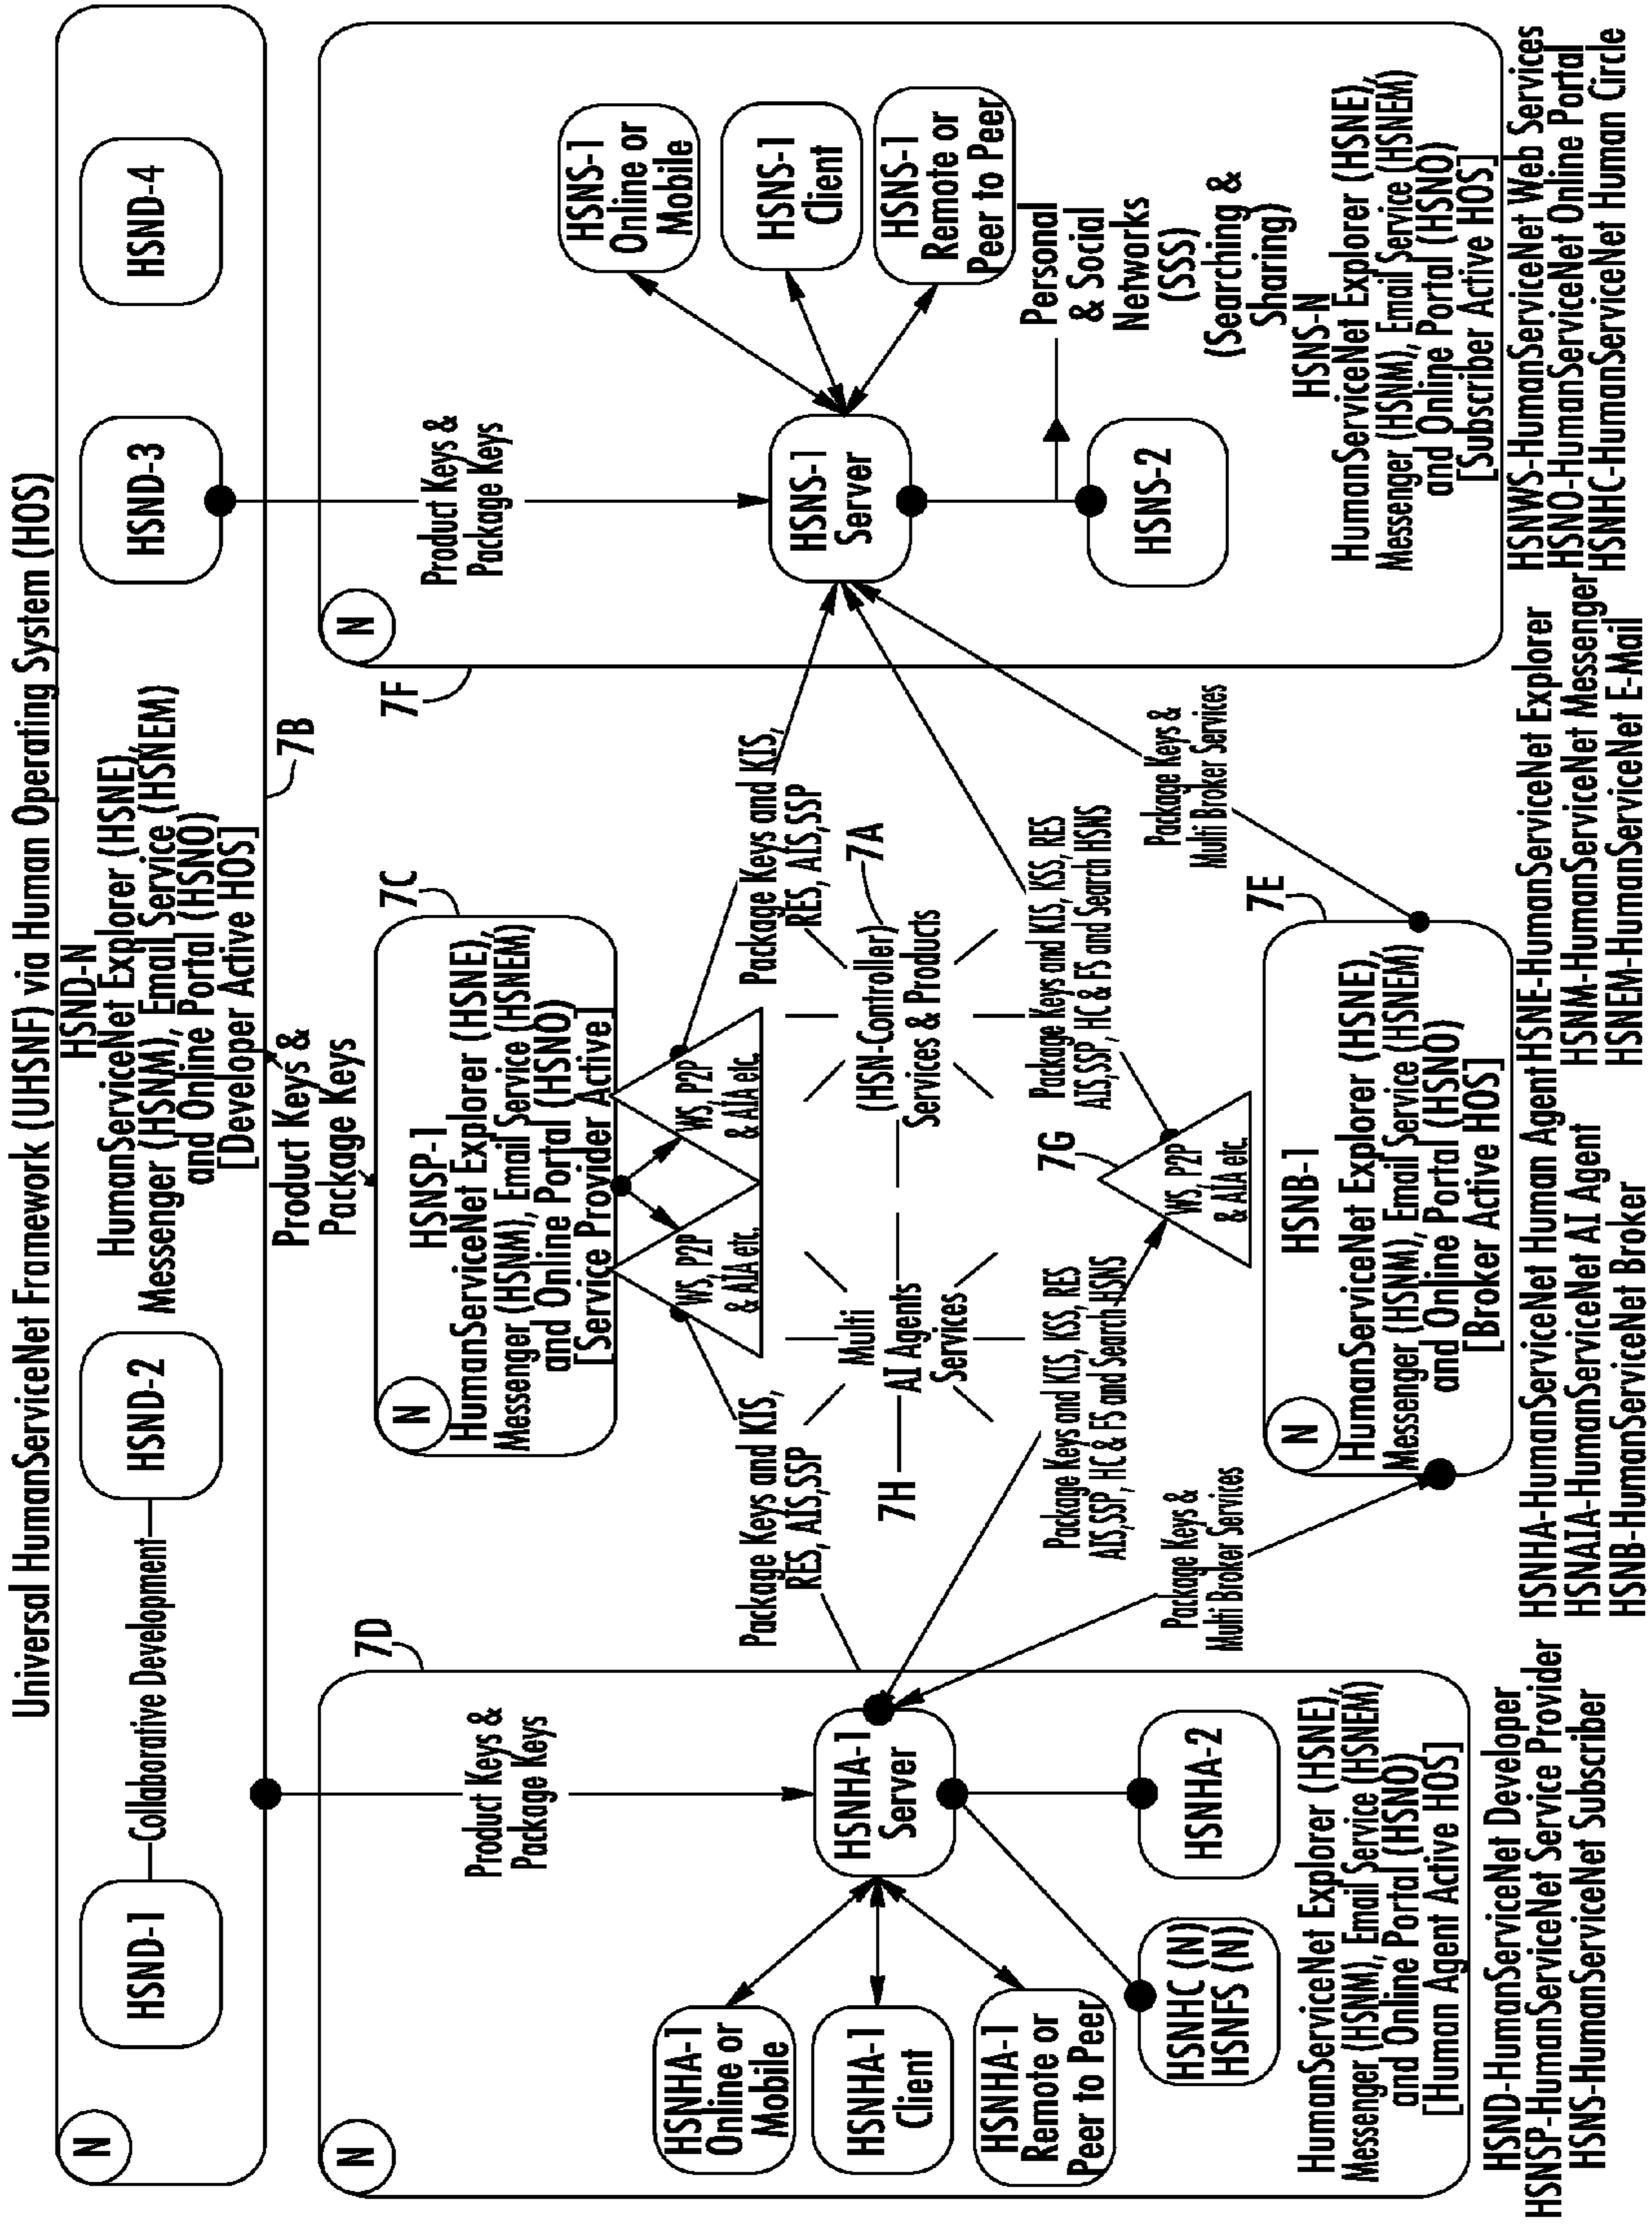 Universal HumanServiceNet Framework (UHSNF) via Human Operating System (HOS)
N
HSND-1
Collaborative Development
HSND-2
HSND-N
HumanServiceNet Explorer (HSNE),
Messenger (HSNM), Email Service (HSNEM)
and Online Portal (HSNO)
[Developer Active HOS]
HSND-3
HSND-4
7B
7D
N
Product Keys &
Package Keys
HSNHA-1
Server
HSNHA-1
Online or
Mobile
HSNHA-1
Client
HSNHA-1
Remote or
Peer to Peer
HSNHC (N)
HSNFS (N)
HSNHA-2
HumanServiceNet Explorer (HSNE),
Messenger (HSNM), Email Service (HSNEM)
and Online Portal (HSNO)
[Human Agent Active HOS]
Product Keys &
Package Keys
7C
N
HSNSP-1
HumanServiceNet Explorer (HSNE),
Messenger (HSNM), Email Service (HSNEM)
and Online Portal (HSNO)
[Service Provider Active]
WS, P2P
& AIA etc.
WS, P2P
& AIA etc.
Package Keys and KIS,
RES, AIS,SSP
Package Keys and KIS,
RES, AIS,SSP
7H
Multi
AI Agents
Services
7A
(HSN-Controller)
Services & Products
Package Keys and KIS, KSS, RES
AIS,SSP, HC & FS and Search HSNS
Package Keys and KIS, KSS, RES
AIS,SSP, HC & FS and Search HSNS
7G
WS, P2P
& AIA etc.
Package Keys &
Multi Broker Services
Package Keys &
Multi Broker Services
7E
N
HSNB-1
HumanServiceNet Explorer (HSNE),
Messenger (HSNM), Email Service (HSNEM)
and Online Portal (HSNO)
[Broker Active HOS]
7F
N
Product Keys &
Package Keys
HSNS-1
Server
HSNS-1
Online or
Mobile
HSNS-1
Client
HSNS-1
Remote or
Peer to Peer
Personal
& Social
Networks
(SSS)
(Searching &
Sharing)
HSNS-2
HSNS-N
HumanServiceNet Explorer (HSNE),
Messenger (HSNM), Email Service (HSNEM)
and Online Portal (HSNO)
[Subscriber Active HOS]
HSND-HumanServiceNet Developer
HSNSP-HumanServiceNet Service Provider
HSNS-HumanServiceNet Subscriber
HSNHA-HumanServiceNet Human Agent
HSNAIA-HumanServiceNet AI Agent
HSNB-HumanServiceNet Broker
HSNE-HumanServiceNet Explorer
HSNM-HumanServiceNet Messenger
HSNEM-HumanServiceNet E-Mail
HSNWS-HumanServiceNet Web Services
HSNO-HumanServiceNet Online Portal
HSNHC-HumanServiceNet Human Circle